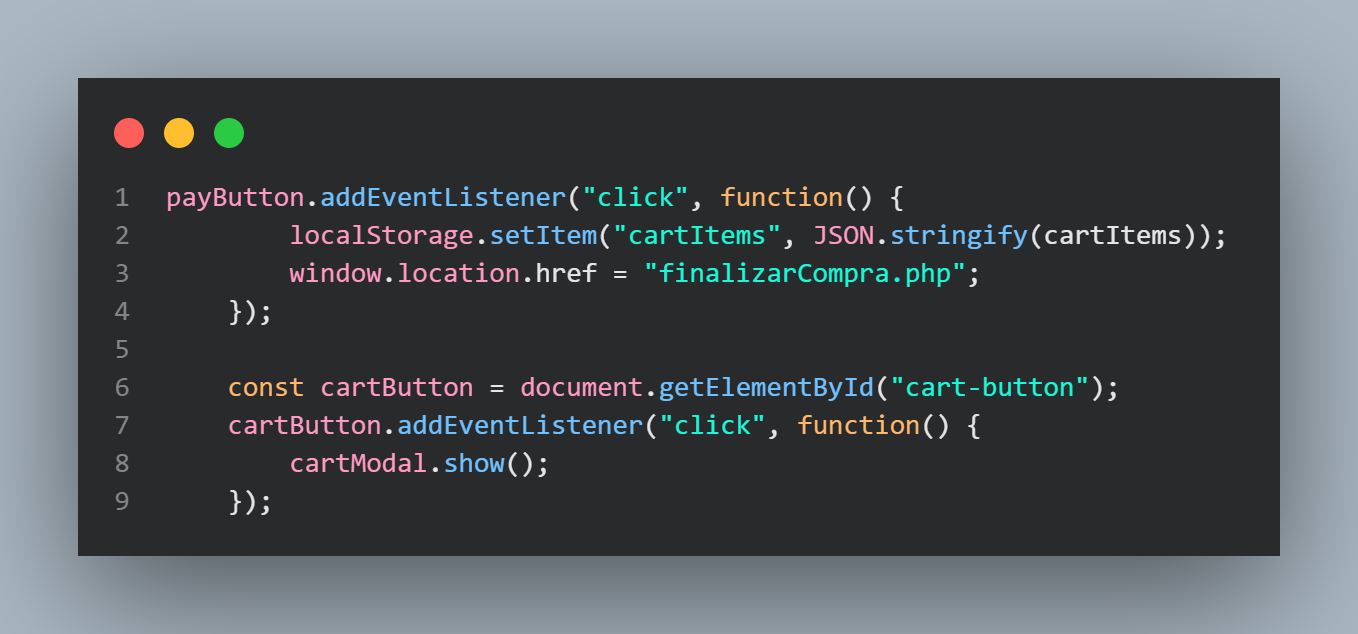 1 payButton.addEventListener("click", function() {
2         localStorage.setItem("cartItems", JSON.stringify(cartItems));
3         window.location.href = "finalizarCompra.php";
4     });
5
6     const cartButton = document.getElementById("cart-button");
7     cartButton.addEventListener("click", function() {
8         cartModal.show();
9     });